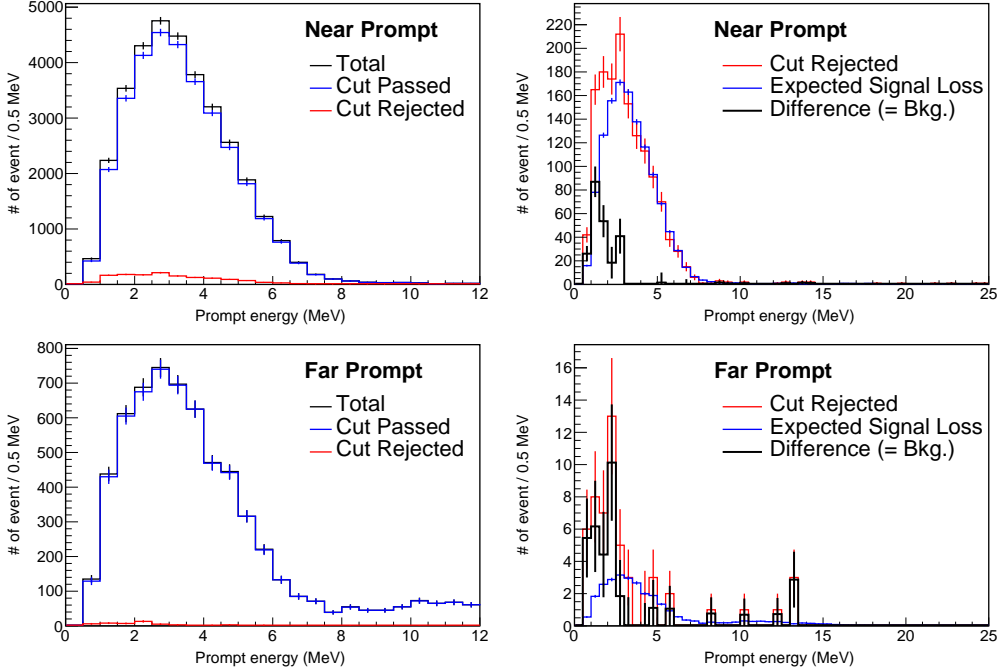 Near Prompt
Total
Cut Passed
Cut Rejected
# of event / 0.5 MeV
5000
4000
3000
2000
1000
0
0 2 4 6 8 10 12
Prompt energy (MeV)
Near Prompt
Cut Rejected
Expected Signal Loss
Difference (= Bkg.)
# of event / 0.5 MeV
220
200
180
160
140
120
100
80
60
40
20
0
0 5 10 15 20 25
Prompt energy (MeV)
Far Prompt
Total
Cut Passed
Cut Rejected
# of event / 0.5 MeV
800
700
600
500
400
300
200
100
0
0 2 4 6 8 10 12
Prompt energy (MeV)
Far Prompt
Cut Rejected
Expected Signal Loss
Difference (= Bkg.)
# of event / 0.5 MeV
16
14
12
10
8
6
4
2
0
0 5 10 15 20 25
Prompt energy (MeV)